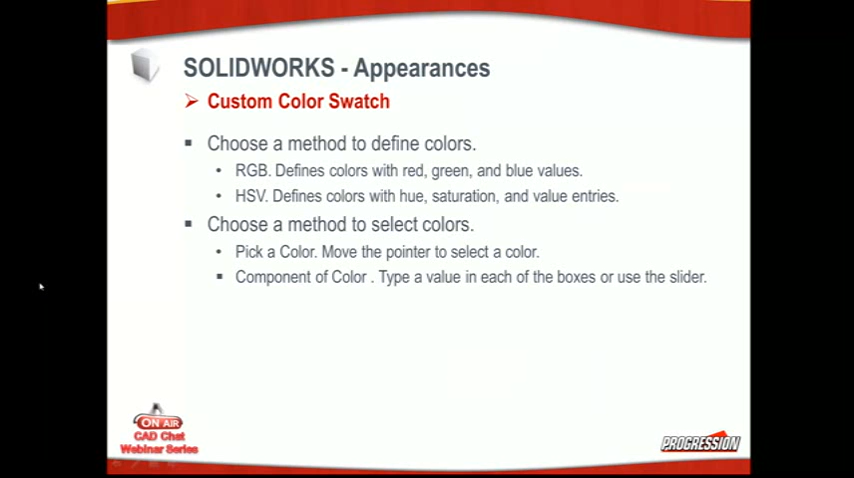 SOLIDWORKS - Appearances
Custom Color Swatch
Choose a method to define colors.
RGB. Defines colors with red, green, and blue values.
HSV. Defines colors with hue, saturation, and value entries.
Choose a method to select colors.
Pick a Color. Move the pointer to select a color.
Component of Color . Type a value in each of the boxes or use the slider.
ON AIR
CAD Chat
Webinar Series
PROGRESSION